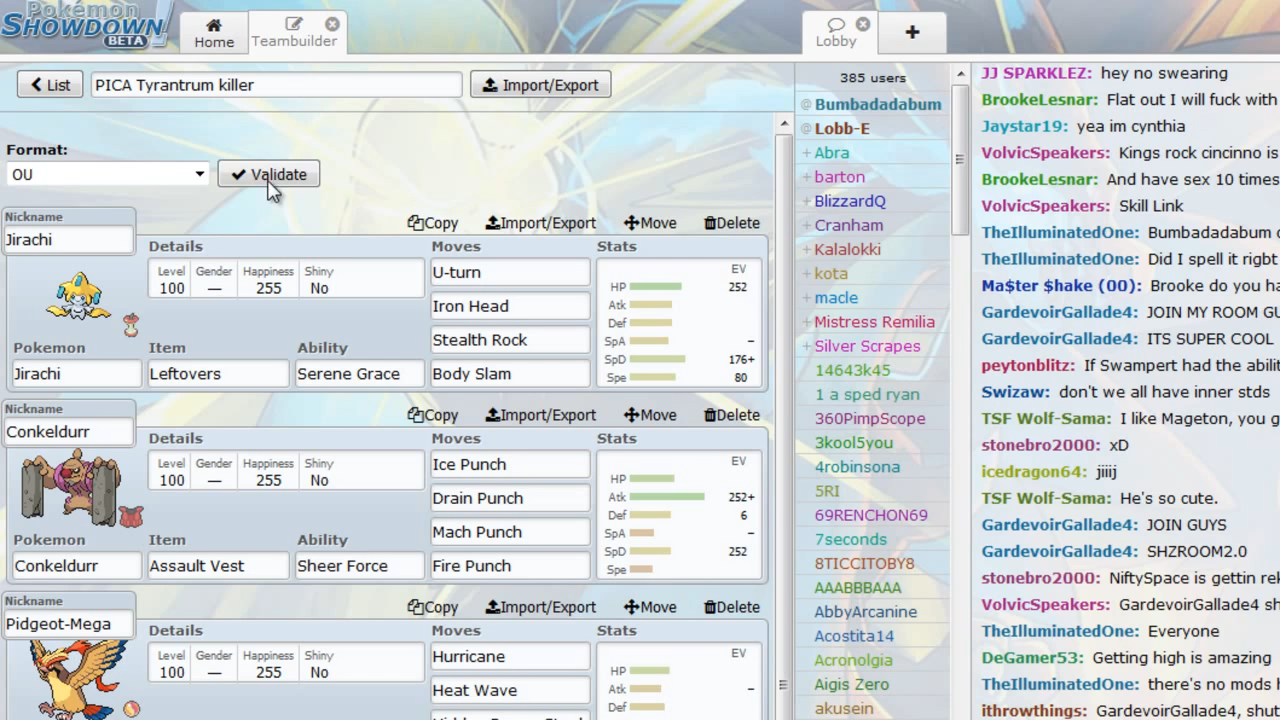 Pokémon
SHOWDOWN!
BETA
Home
Teambuilder
Lobby
+
List
PICA Tyrantrum killer
Import/Export
Format:
OU
Validate
Nickname
Jirachi
Copy Import/Export Move Delete
Details Moves Stats
Level Gender Happiness Shiny
100 — 255 No
U-turn
Iron Head
Stealth Rock
Body Slam
EV
HP 252
Atk
Def
SpA –
SpD 176+
Spe 80
Pokemon Item Ability
Jirachi Leftovers Serene Grace
Nickname
Conkeldurr
Copy Import/Export Move Delete
Details Moves Stats
Level Gender Happiness Shiny
100 — 255 No
Ice Punch
Drain Punch
Mach Punch
Fire Punch
EV
HP
Atk 252+
Def 6
SpA –
SpD 252
Spe
Pokemon Item Ability
Conkeldurr Assault Vest Sheer Force
Nickname
Pidgeot-Mega
Copy Import/Export Move Delete
Details Moves Stats
Level Gender Happiness Shiny
100 — 255 No
Hurricane
Heat Wave
EV
HP
Atk –
Def
385 users
@Bumbadadabum
@Lobb-E
+Abra
+barton
+BlizzardQ
+Cranham
+Kalalokki
+kota
+macle
+Mistress Remilia
+Silver Scrapes
14643k45
1 a sped ryan
360PimpScope
3kool5you
4robinsona
5RI
69RENCHON69
7seconds
8TICCITOBY8
AAABBBAAA
AbbyArcanine
Acostita14
Acronolgia
Aigis Zero
akusein
JJ SPARKLEZ: hey no swearing
BrookeLesnar: Flat out I will fuck with
Jaystar19: yea im cynthia
VolvicSpeakers: Kings rock cincinno is
BrookeLesnar: And have sex 10 times
VolvicSpeakers: Skill Link
TheIlluminatedOne: Bumbadadabum
TheIlluminatedOne: Did I spell it rigbt
Ma$ter $hake (00): Brooke do you ha
GardevoirGallade4: JOIN MY ROOM GU
GardevoirGallade4: ITS SUPER COOL
peytonblitz: If Swampert had the abilit
Swizaw: don't we all have inner stds
TSF Wolf-Sama: I like Mageton, you g
stonebro2000: xD
icedragon64: jiiij
TSF Wolf-Sama: He's so cute.
GardevoirGallade4: JOIN GUYS
GardevoirGallade4: SHZROOM2.0
stonebro2000: NiftySpace is gettin rek
VolvicSpeakers: GardevoirGallade4 sh
TheIlluminatedOne: Everyone
DeGamer53: Getting high is amazing
TheIlluminatedOne: there's no mods h
ithrowthings: GardevoirGallade4, shut